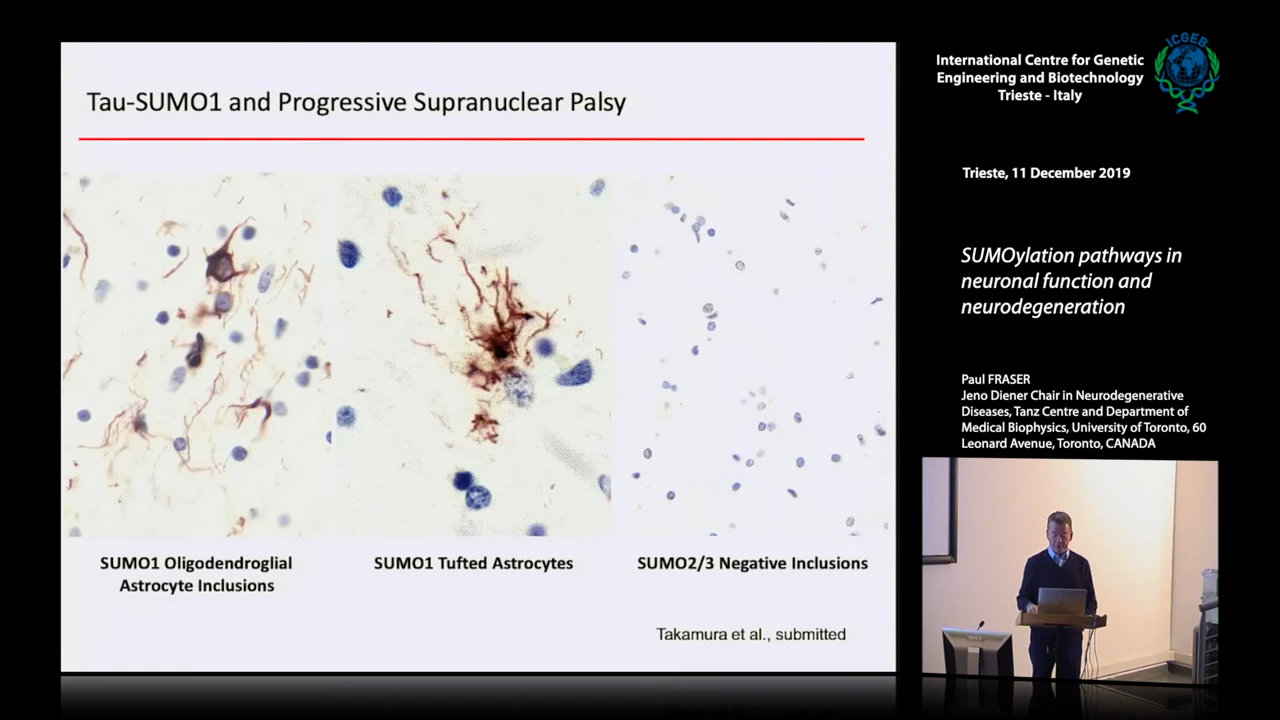 Tau-SUMO1 and Progressive Supranuclear Palsy
SUMO1 Oligodendroglial
Astrocyte Inclusions
SUMO1 Tufted Astrocytes
SUMO2/3 Negative Inclusions
Takamura et al., submitted
International Centre for Genetic
Engineering and Biotechnology
Trieste - Italy
ICGEB
Trieste, 11 December 2019
SUMOylation pathways in
neuronal function and
neurodegeneration
Paul FRASER
Jeno Diener Chair in Neurodegenerative
Diseases, Tanz Centre and Department of
Medical Biophysics, University of Toronto, 60
Leonard Avenue, Toronto, CANADA